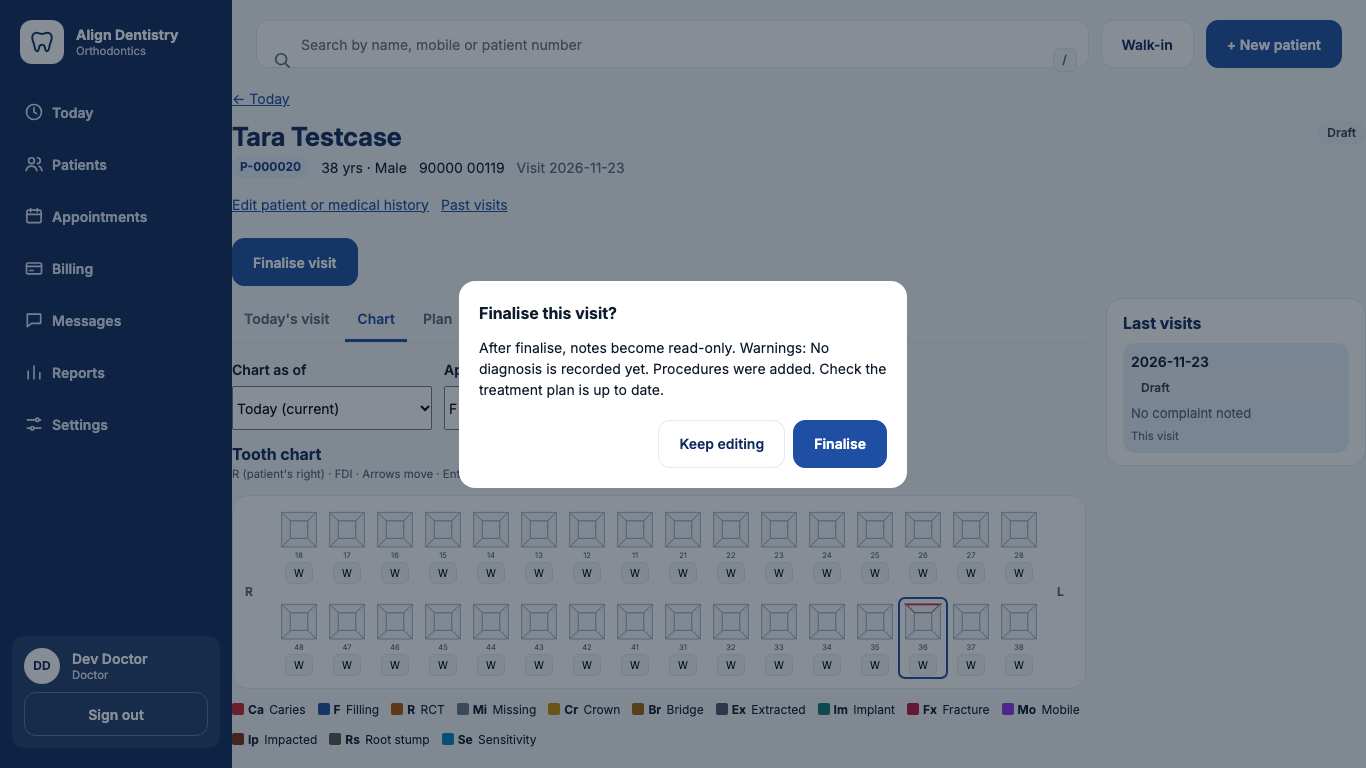 Align Dentistry
Orthodontics
Today
Patients
Appointments
Billing
Messages
Reports
Settings
DD
Dev Doctor
Doctor
Sign out
Search by name, mobile or patient number
/
Walk-in
+ New patient
← Today
Tara Testcase
Draft
P-000020 38 yrs · Male 90000 00119 Visit 2026-11-23
Edit patient or medical history Past visits
Finalise visit
Today's visit Chart Plan
Chart as of
Today (current)
Tooth chart
R (patient's right) · FDI · Arrows move ·
Finalise this visit?
After finalise, notes become read-only. Warnings: No
diagnosis is recorded yet. Procedures were added. Check the
treatment plan is up to date.
Keep editing Finalise
18 17 16 15 14 13 12 11 21 22 23 24 25 26 27 28
W W W W W W W W W W W W W W W W
R L
48 47 46 45 44 43 42 41 31 32 33 34 35 36 37 38
W W W W W W W W W W W W W W W W
Ca Caries F Filling R RCT Mi Missing Cr Crown Br Bridge Ex Extracted Im Implant Fx Fracture Mo Mobile
Ip Impacted Rs Root stump Se Sensitivity
Last visits
2026-11-23
Draft
No complaint noted
This visit